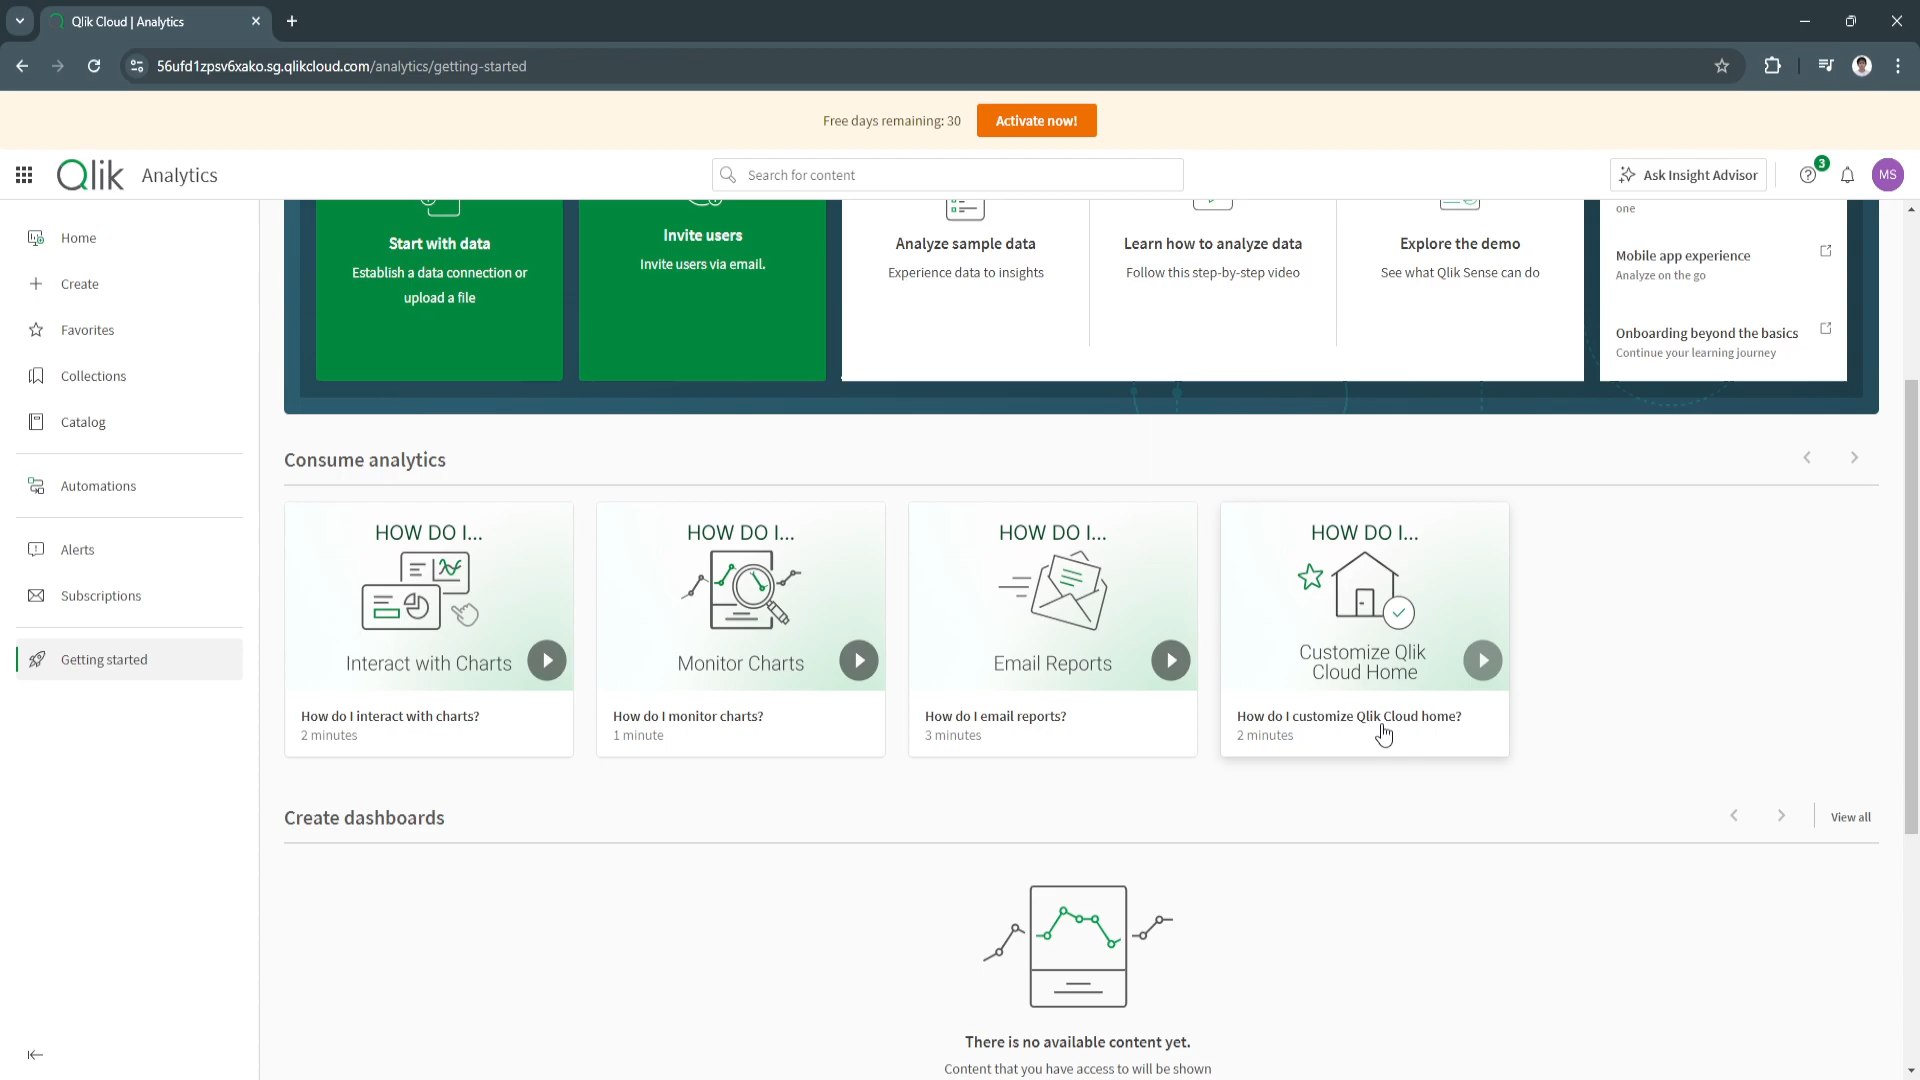 Qlik Cloud | Analytics
56ufd1zpsv6xako.sg.qlikcloud.com/analytics/getting-started
Free days remaining: 30
Activate now!
Qlik
Analytics
Search for content
Ask Insight Advisor
3
MS
Home
Create
Favorites
Collections
Catalog
Automations
Alerts
Subscriptions
Getting started
Start with data
Establish a data connection or
upload a file
Invite users
Invite users via email.
Analyze sample data
Experience data to insights
Learn how to analyze data
Follow this step-by-step video
Explore the demo
See what Qlik Sense can do
one
Mobile app experience
Analyze on the go
Onboarding beyond the basics
Continue your learning journey
Consume analytics
HOW DO I...
Interact with Charts
How do I interact with charts?
2 minutes
HOW DO I...
Monitor Charts
How do I monitor charts?
1 minute
HOW DO I...
Email Reports
How do I email reports?
3 minutes
HOW DO I...
Customize Qlik
Cloud Home
How do I customize Qlik Cloud home?
2 minutes
Create dashboards
View all
There is no available content yet.
Content that you have access to will be shown